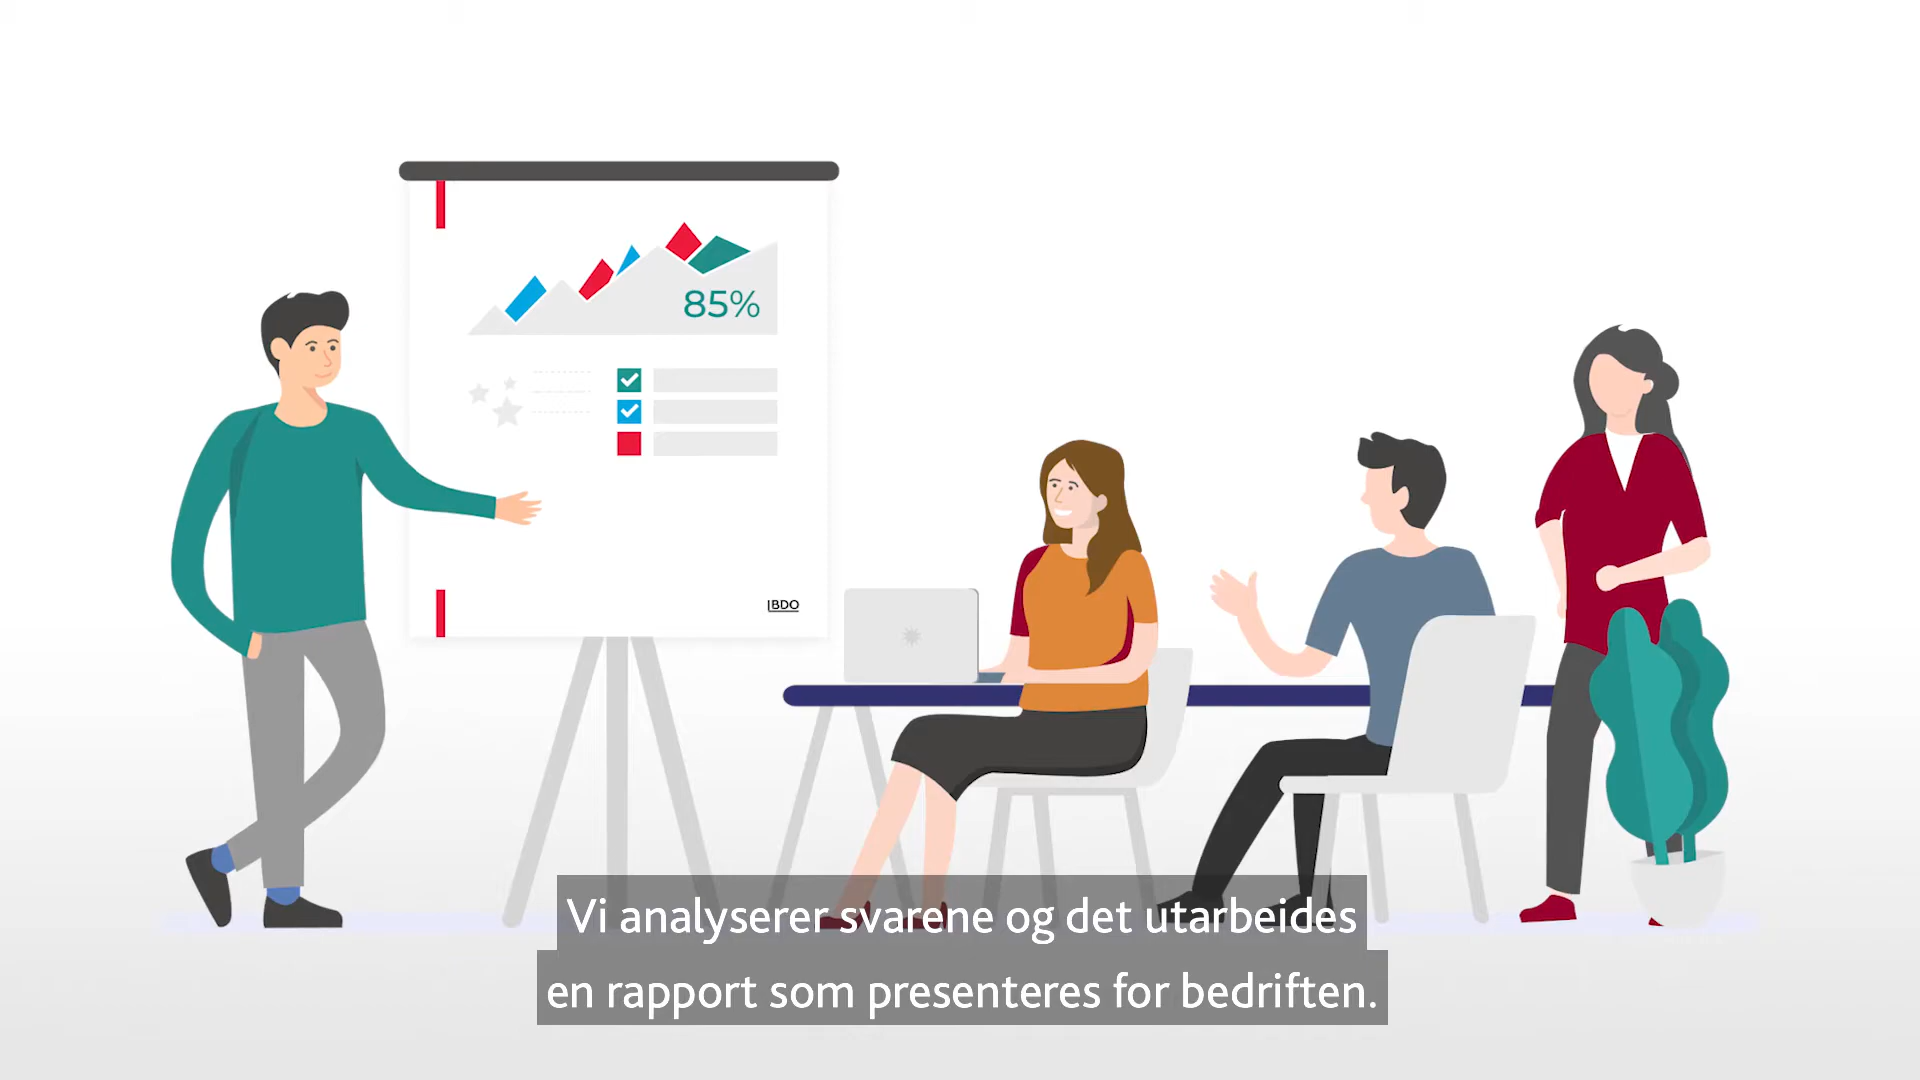 85%
BDO
Vi analyserer svarene og det utarbeides
en rapport som presenteres for bedriften.